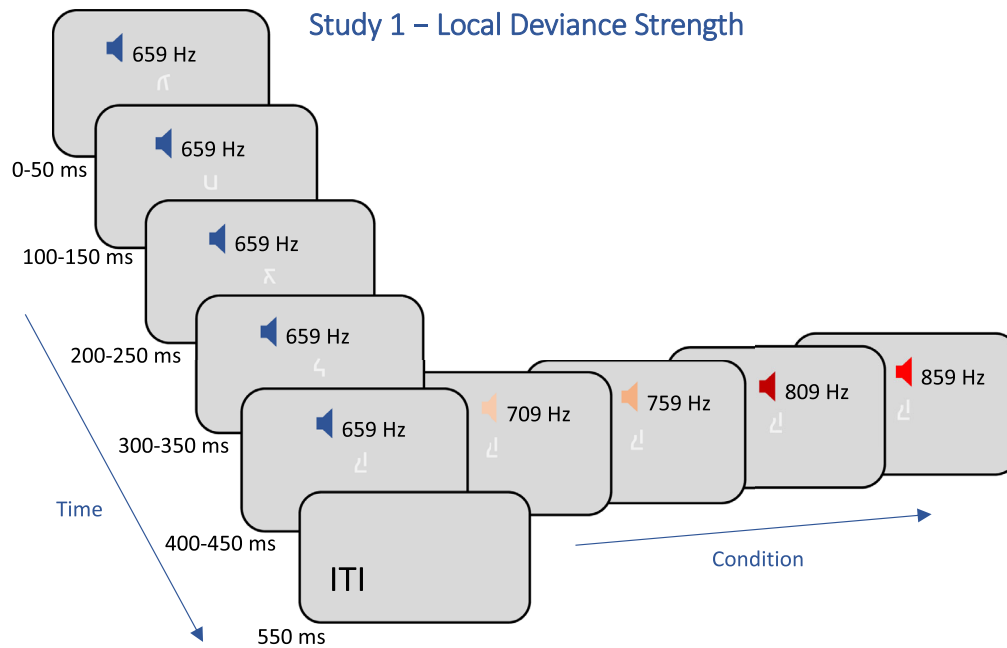 Study 1 – Local Deviance Strength
659 Hz
0-50 ms
659 Hz
100-150 ms
659 Hz
200-250 ms
659 Hz
300-350 ms
659 Hz
709 Hz
759 Hz
809 Hz
859 Hz
400-450 ms
ITI
550 ms
Time
Condition